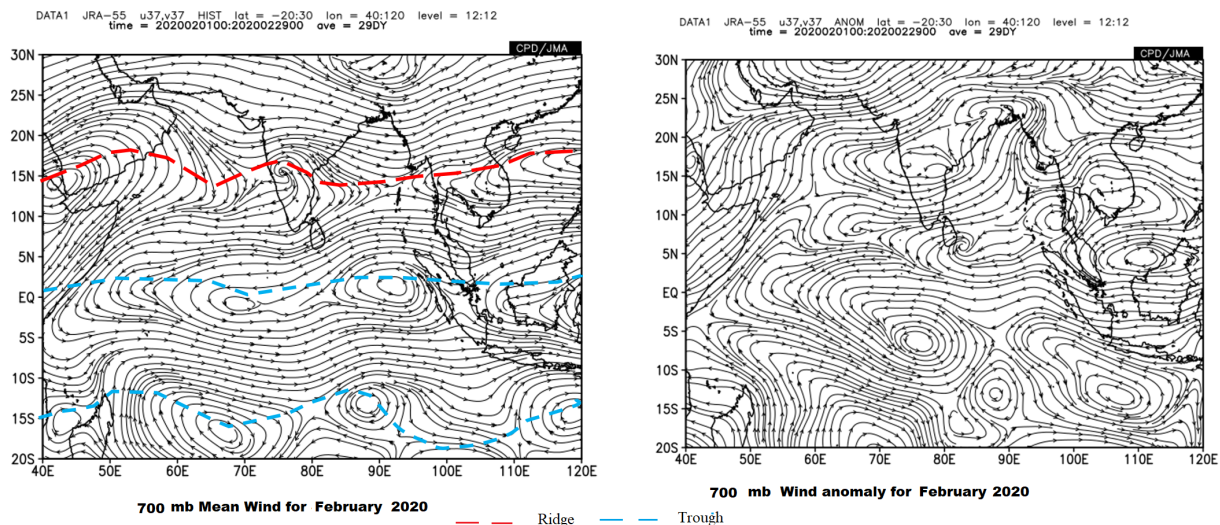 DATA1 JRA-55 u37,v37 HIST lat = -20:30 lon = 40:120 level = 12:12
time = 2020020100:2020022900 ave = 29DY
CPD/JMA
30N
25N
20N
15N
10N
5N
EQ
5S
10S
15S
20S
40E 50E 60E 70E 80E 90E 100E 110E 120E
700 mb Mean Wind for February 2020
DATA1 JRA-55 u37,v37 ANOM lat = -20:30 lon = 40:120 level = 12:12
time = 2020020100:2020022900 ave = 29DY
CPD/JMA
30N
25N
20N
15N
10N
5N
EQ
5S
10S
15S
20S
40E 50E 60E 70E 80E 90E 100E 110E 120E
700 mb Wind anomaly for February 2020
Ridge Trough